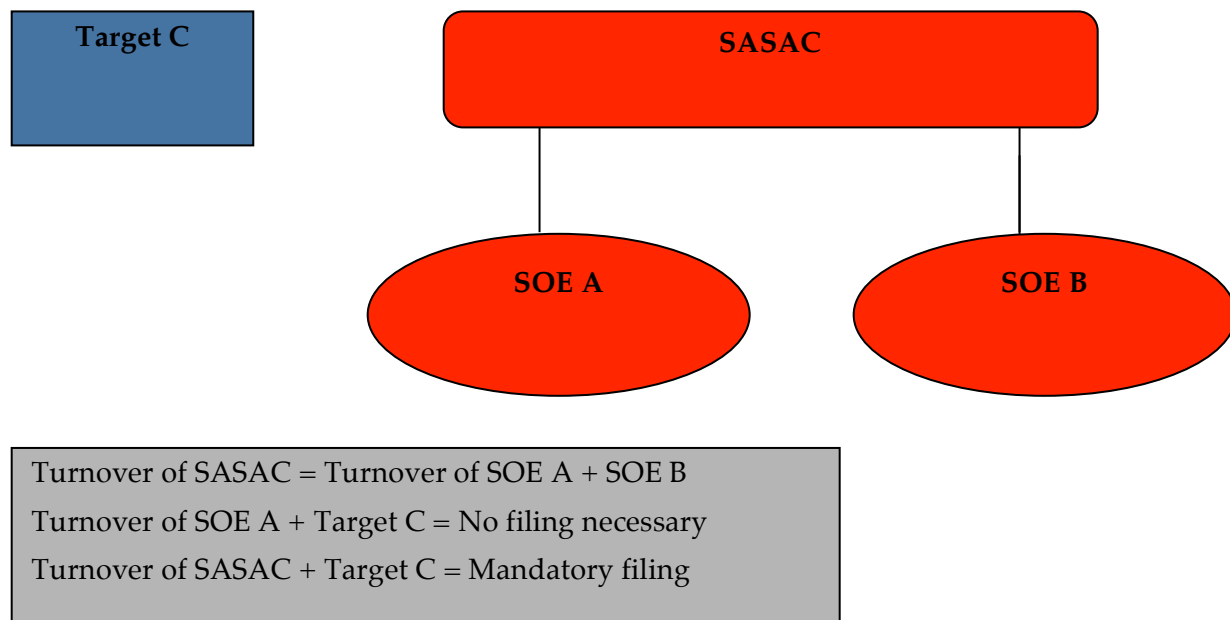 Target C
SASAC
SOE A
SOE B
Turnover of SASAC = Turnover of SOE A + SOE B
Turnover of SOE A + Target C = No filing necessary
Turnover of SASAC + Target C = Mandatory filing